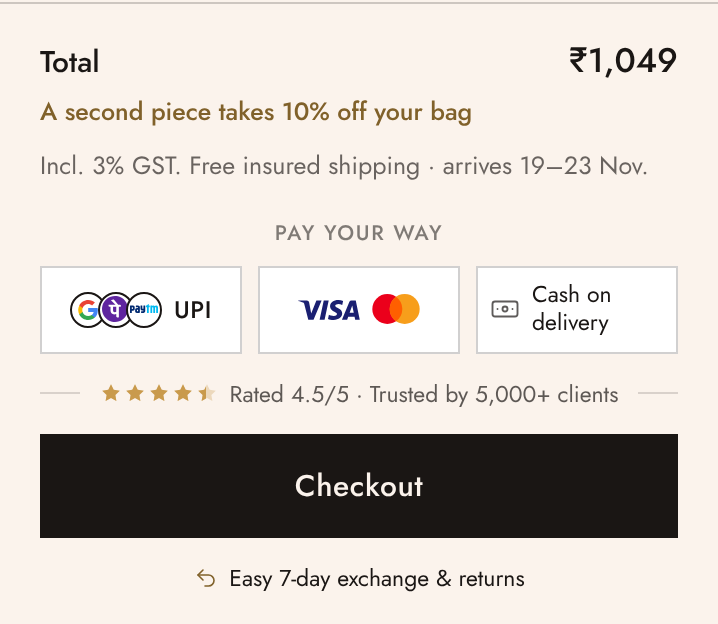 Total ₹1,049
A second piece takes 10% off your bag
Incl. 3% GST. Free insured shipping · arrives 19–23 Nov.
PAY YOUR WAY
G पे Paytm UPI
VISA
Cash on
delivery
Rated 4.5/5 · Trusted by 5,000+ clients
Checkout
Easy 7-day exchange & returns